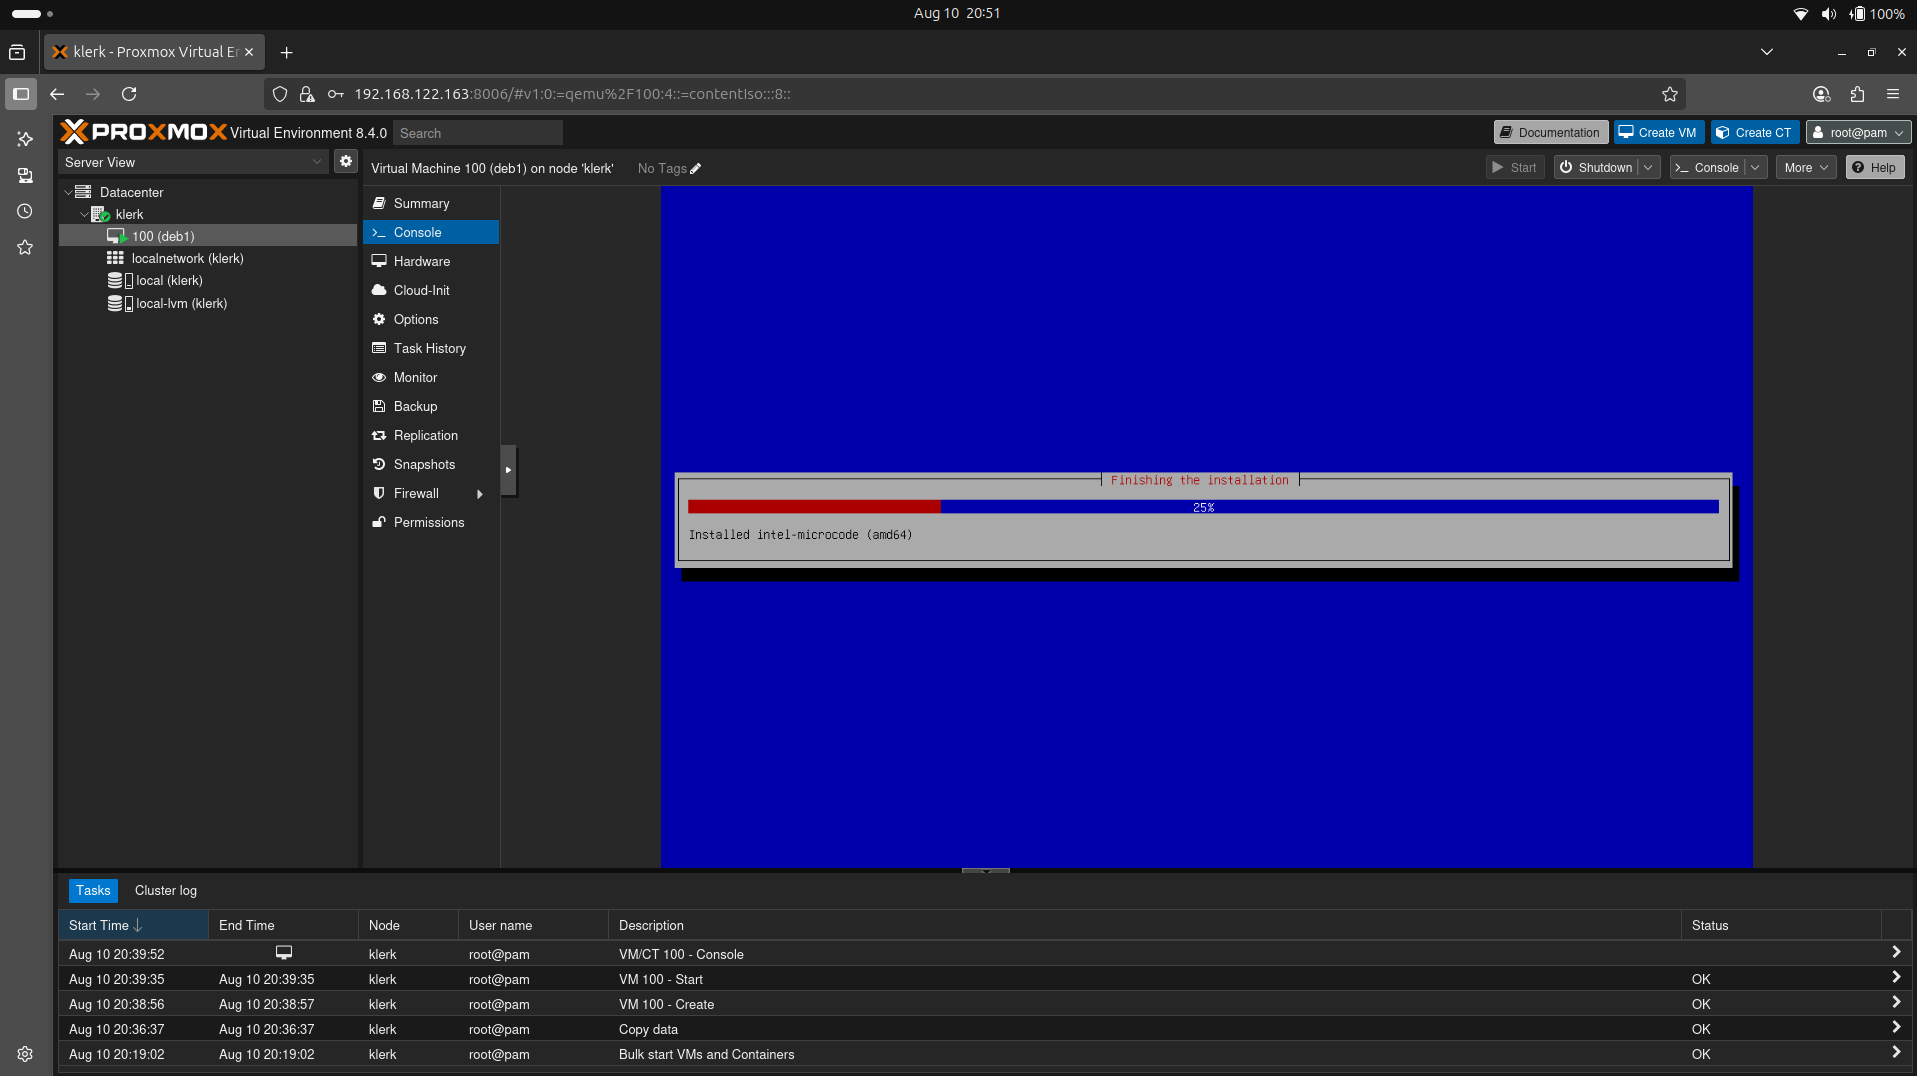 Aug 10 20:51
100%
klerk - Proxmox Virtual En
192.168.122.163:8006/#v1:0:=qemu%2F100:4::=contentIso:::8::
PROXMOX Virtual Environment 8.4.0
Search
Documentation
Create VM
Create CT
root@pam
Server View
Virtual Machine 100 (deb1) on node 'klerk'
No Tags
Start
Shutdown
Console
More
Help
Datacenter
klerk
100 (deb1)
localnetwork (klerk)
local (klerk)
local-lvm (klerk)
Summary
Console
Hardware
Cloud-Init
Options
Task History
Monitor
Backup
Replication
Snapshots
Firewall
Permissions
Finishing the installation
25%
Installed intel-microcode (amd64)
Tasks
Cluster log
Start Time End Time Node User name Description Status
Aug 10 20:39:52 klerk root@pam VM/CT 100 - Console
Aug 10 20:39:35 Aug 10 20:39:35 klerk root@pam VM 100 - Start OK
Aug 10 20:38:56 Aug 10 20:38:57 klerk root@pam VM 100 - Create OK
Aug 10 20:36:37 Aug 10 20:36:37 klerk root@pam Copy data OK
Aug 10 20:19:02 Aug 10 20:19:02 klerk root@pam Bulk start VMs and Containers OK